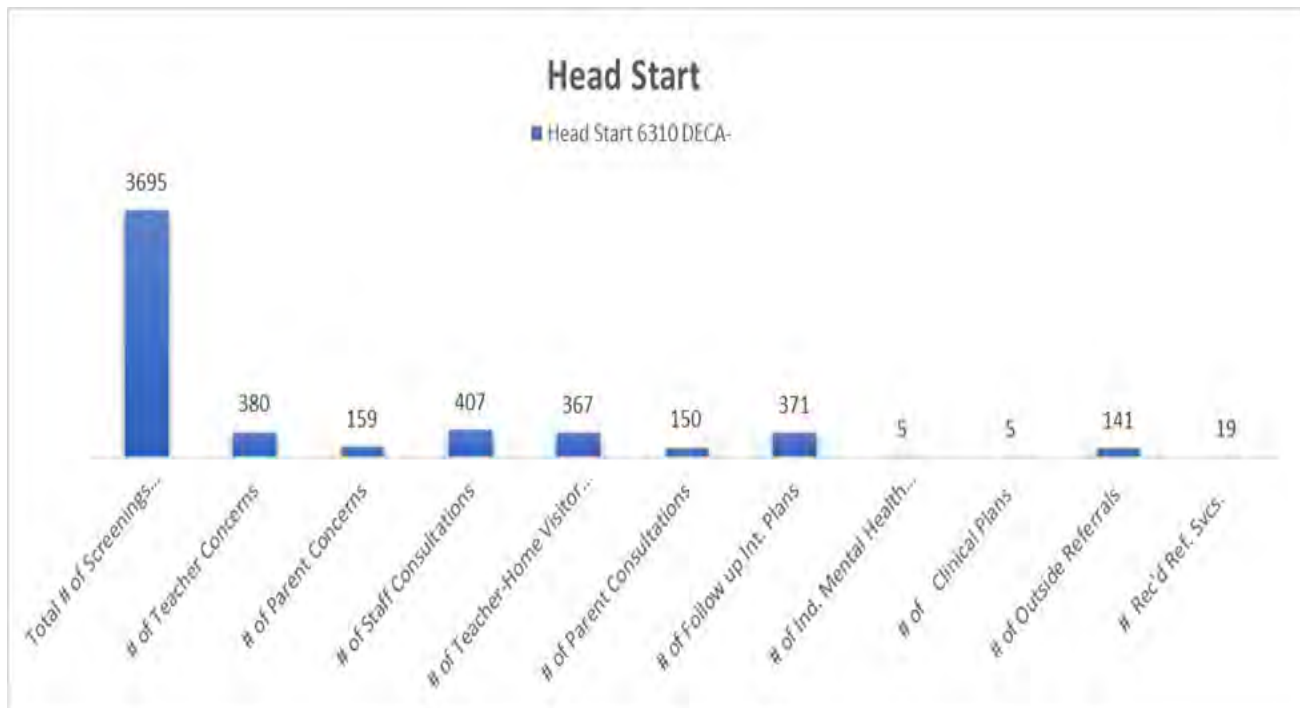 Head Start
Head Start 6310 DECA-
3695
380
159
407
367
150
371
5
5
141
19
Total # of Screenings...
# of Teacher Concerns
# of Parent Concerns
# of Staff Consultations
# of Teacher-Home Visitor...
# of Parent Consultations
# of Follow up Int. Plans
# of Ind. Mental Health...
# of Clinical Plans
# of Outside Referrals
# Rec'd Ref. Svcs.